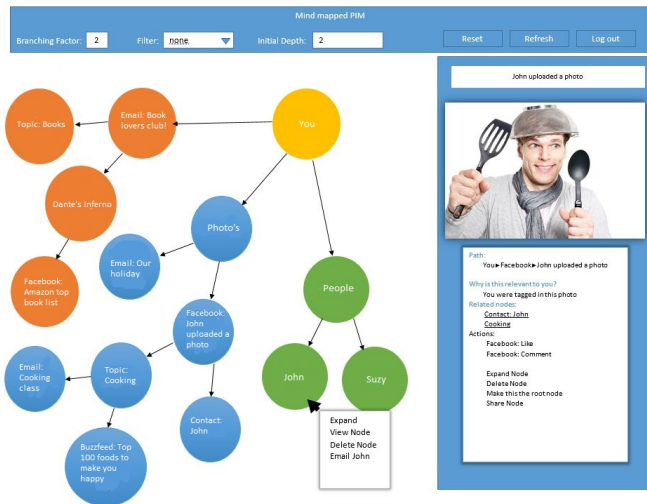 Mind mapped PIM
Branching Factor: 2
Filter: none
Initial Depth: 2
Reset
Refresh
Log out
Topic: Books
Email: Book
lovers club!
You
Dante's Inferno
Facebook:
Amazon top
book list
Photo's
Email: Our
holiday
People
Facebook:
John
uploaded a
photo
Email:
Cooking
class
Topic:
Cooking
Contact:
John
Buzzfeed: Top
100 foods to
make you
happy
John
Suzy
Expand
View Node
Delete Node
Email John
John uploaded a photo
Path:
You▸Facebook▸John uploaded a photo
Why is this relevant to you?
You were tagged in this photo
Related nodes:
Contact: John
Cooking
Actions:
Facebook: Like
Facebook: Comment
Expand Node
Delete Node
Make this the root node
Share Node